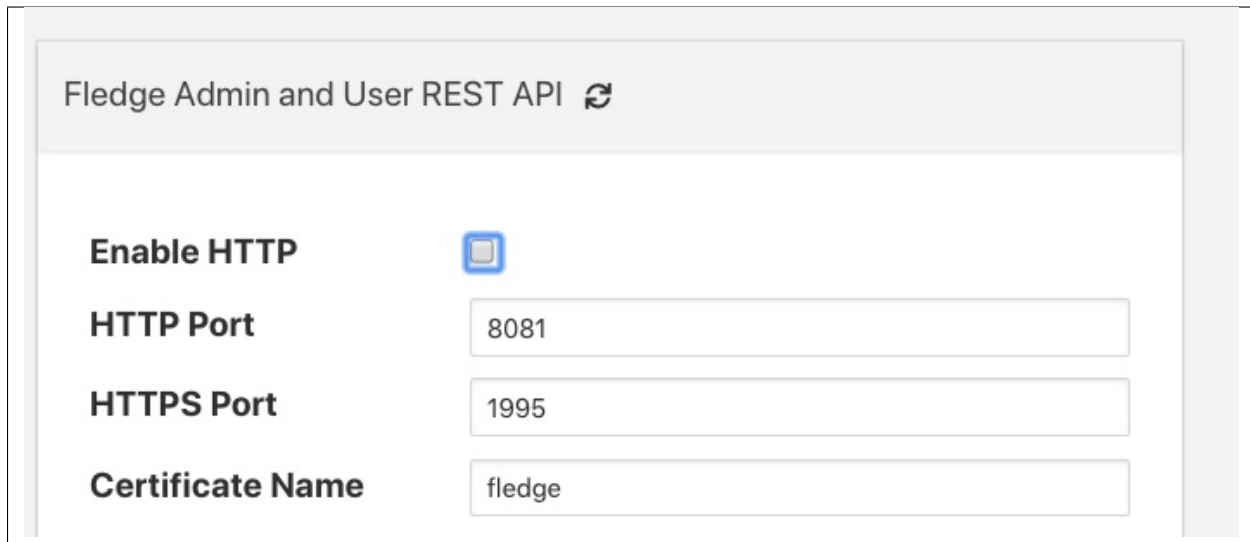 Fledge Admin and User REST API
Enable HTTP
HTTP Port 8081
HTTPS Port 1995
Certificate Name fledge